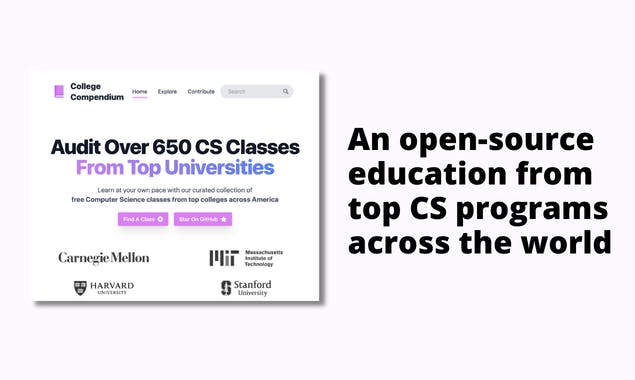 College
Compendium
Home Explore Contribute Search
Audit Over 650 CS Classes
From Top Universities
Learn at your own pace with our curated collection of
free Computer Science classes from top colleges across America
Find A Class Star On GitHub
Carnegie Mellon
MIT Massachusetts
Institute of
Technology
HARVARD
UNIVERSITY
Stanford
University
An open-source
education from
top CS programs
across the world